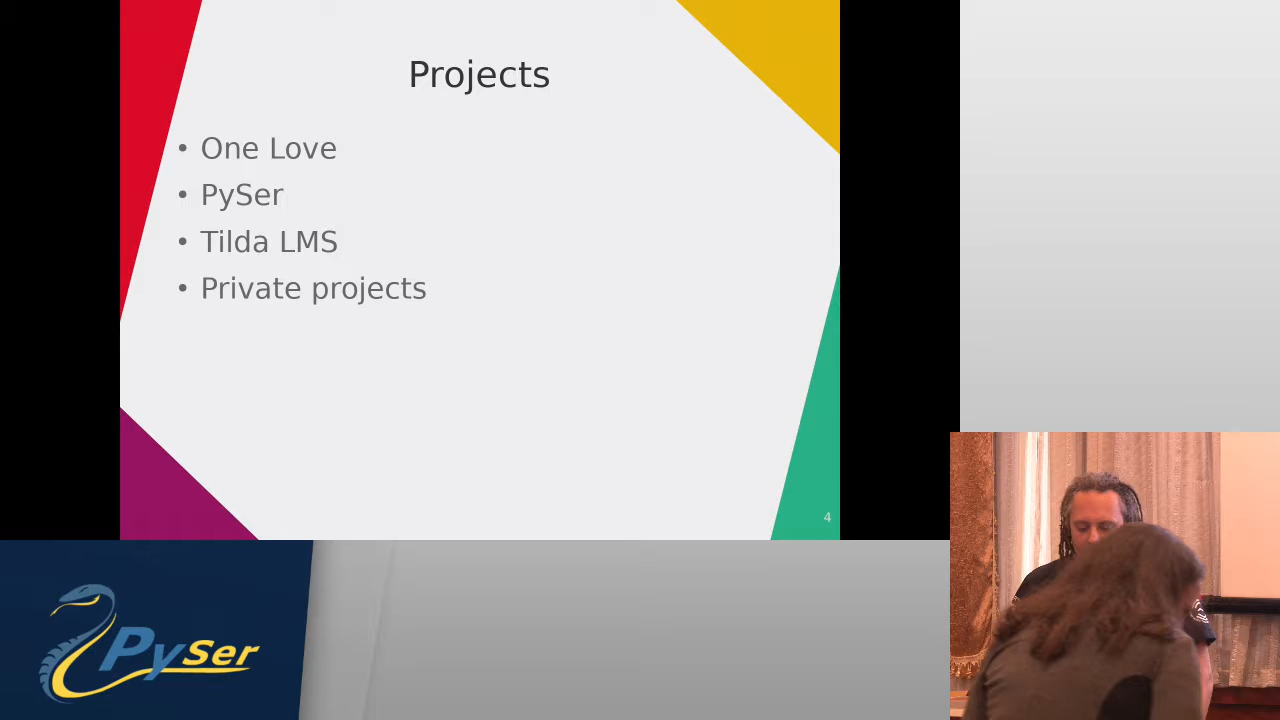 Projects
• One Love
• PySer
• Tilda LMS
• Private projects
4
PySer